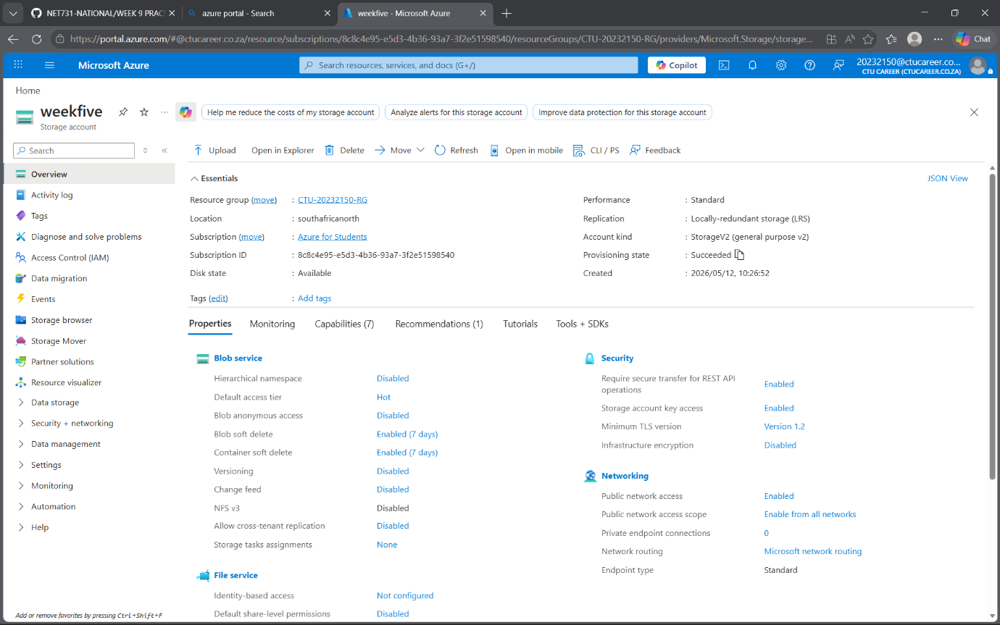 NET731-NATIONAL/WEEK 9 PRAC
azure portal - Search
weekfive - Microsoft Azure
https://portal.azure.com/#@ctucareer.co.za/resource/subscriptions/8c8c4e95-e5d3-4b36-93a7-3f2e51598540/resourceGroups/CTU-20232150-RG/providers/Microsoft.Storage/storage...
Chat
Microsoft Azure
Search resources, services, and docs (G+/)
Copilot
20232150@ctucareer.co...
CTU CAREER (CTUCAREER.CO.ZA)
Home
weekfive
Storage account
Help me reduce the costs of my storage account
Analyze alerts for this storage account
Improve data protection for this storage account
Search
Upload
Open in Explorer
Delete
Move
Refresh
Open in mobile
CLI / PS
Feedback
Overview
Activity log
Tags
Diagnose and solve problems
Access Control (IAM)
Data migration
Events
Storage browser
Storage Mover
Partner solutions
Resource visualizer
Data storage
Security + networking
Data management
Settings
Monitoring
Automation
Help
Add or remove favorites by pressing Ctrl+Shift+F
Essentials
JSON View
Resource group (move) : CTU-20232150-RG
Location : southafricanorth
Subscription (move) : Azure for Students
Subscription ID : 8c8c4e95-e5d3-4b36-93a7-3f2e51598540
Disk state : Available
Tags (edit) : Add tags
Performance : Standard
Replication : Locally-redundant storage (LRS)
Account kind : StorageV2 (general purpose v2)
Provisioning state : Succeeded
Created : 2026/05/12, 10:26:52
Properties
Monitoring
Capabilities (7)
Recommendations (1)
Tutorials
Tools + SDKs
Blob service
Hierarchical namespace Disabled
Default access tier Hot
Blob anonymous access Disabled
Blob soft delete Enabled (7 days)
Container soft delete Enabled (7 days)
Versioning Disabled
Change feed Disabled
NFS v3 Disabled
Allow cross-tenant replication Disabled
Storage tasks assignments None
File service
Identity-based access Not configured
Default share-level permissions Disabled
Security
Require secure transfer for REST API
operations Enabled
Storage account key access Enabled
Minimum TLS version Version 1.2
Infrastructure encryption Disabled
Networking
Public network access Enabled
Public network access scope Enable from all networks
Private endpoint connections 0
Network routing Microsoft network routing
Endpoint type Standard